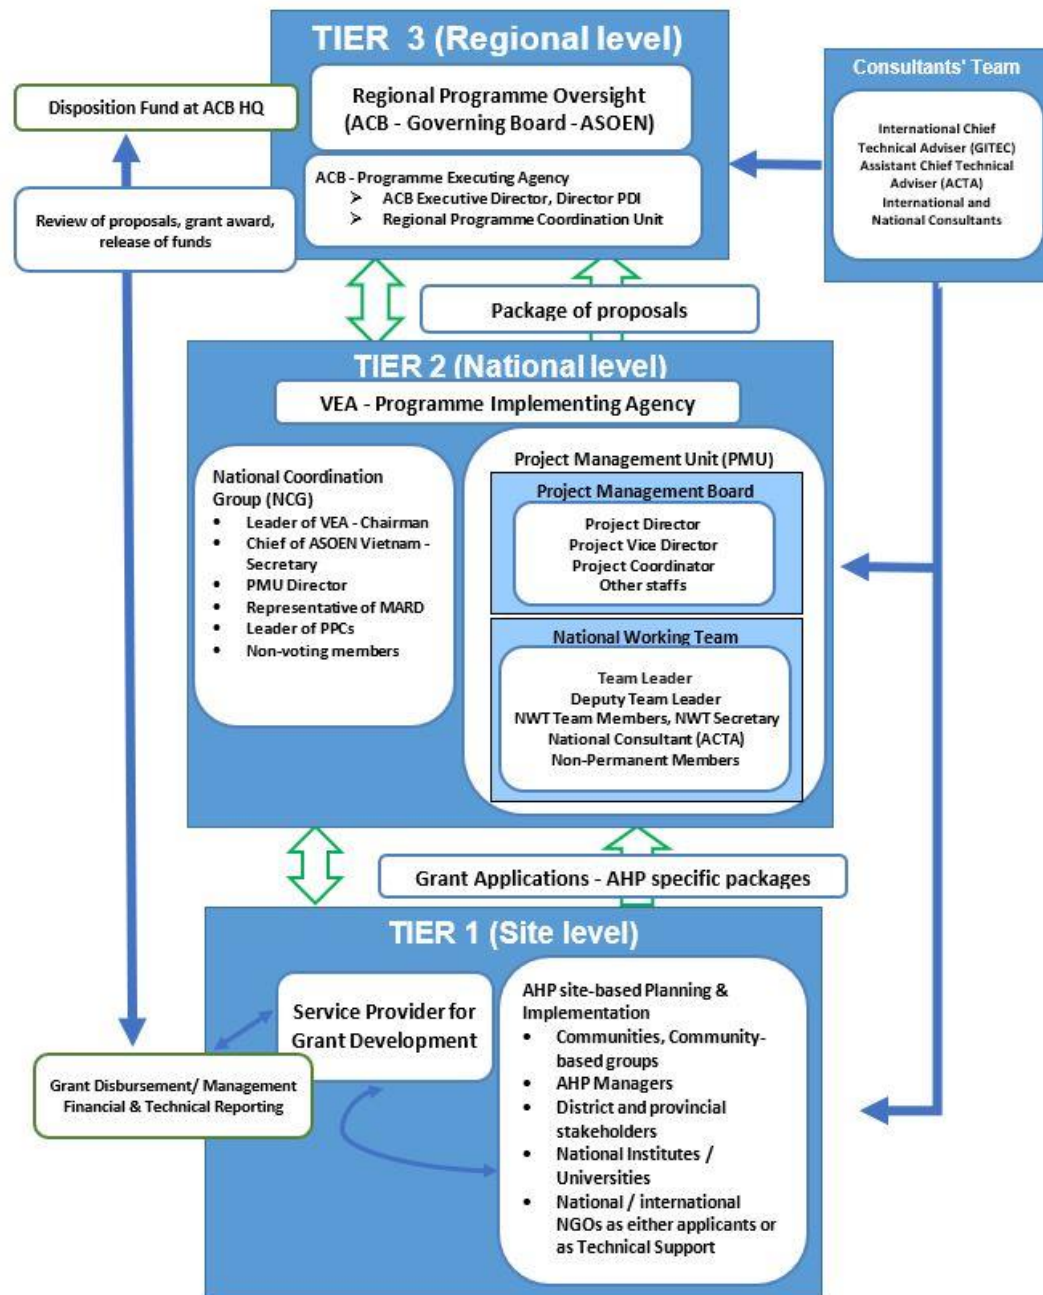 TIER 3 (Regional level)
Regional Programme Oversight
(ACB - Governing Board -ASOEN)
ACB - Programme Executing Agency
➢ ACB Executive Director, Director PDI
➢ Regional Programme Coordination Unit
Consultants' Team
International Chief
Technical Adviser (GITEC)
Assistant Chief Technical
Adviser (ACTA)
International and
National Consultants
Disposition Fund at ACB HQ
Review of proposals, grant award,
release of funds
Package of proposals
TIER 2 (National level)
VEA - Programme Implementing Agency
National Coordination
Group (NCG)
• Leader of VEA - Chairman
• Chief of ASOEN Vietnam -
Secretary
• PMU Director
• Representative of MARD
• Leader of PPCs
• Non-voting members
Project Management Unit (PMU)
Project Management Board
Project Director
Project Vice Director
Project Coordinator
Other staffs
National Working Team
Team Leader
Deputy Team Leader
NWT Team Members, NWT Secretary
National Consultant (ACTA)
Non-Permanent Members
Grant Applications - AHP specific packages
TIER 1 (Site level)
Service Provider for
Grant Development
Grant Disbursement/ Management
Financial & Technical Reporting
AHP site-based Planning &
Implementation
• Communities, Community-
based groups
• AHP Managers
• District and provincial
stakeholders
• National Institutes /
Universities
• National / international
NGOs as either applicants or
as Technical Support